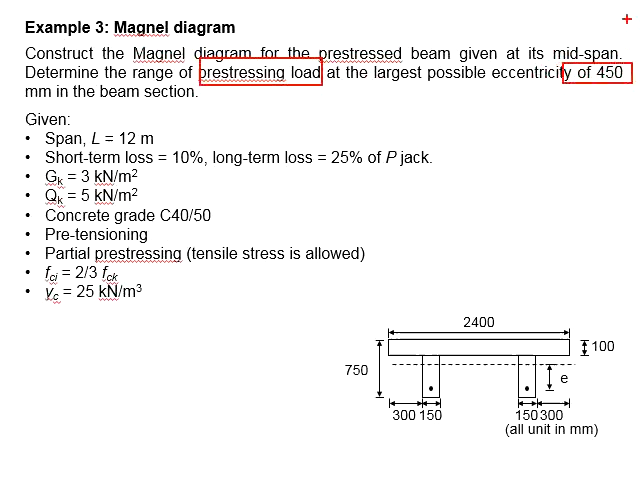 Example 3: Magnel diagram
+
Construct the Magnel diagram for the prestressed beam given at its mid-span.
Determine the range of prestressing load at the largest possible eccentricity of 450
mm in the beam section.
Given:
• Span, L = 12 m
• Short-term loss = 10%, long-term loss = 25% of P jack.
• Gk = 3 kN/m2
• Qk = 5 kN/m2
• Concrete grade C40/50
• Pre-tensioning
• Partial prestressing (tensile stress is allowed)
• fci = 2/3 fck
• γc = 25 kN/m3
2400
100
750
e
300 150
150 300
(all unit in mm)